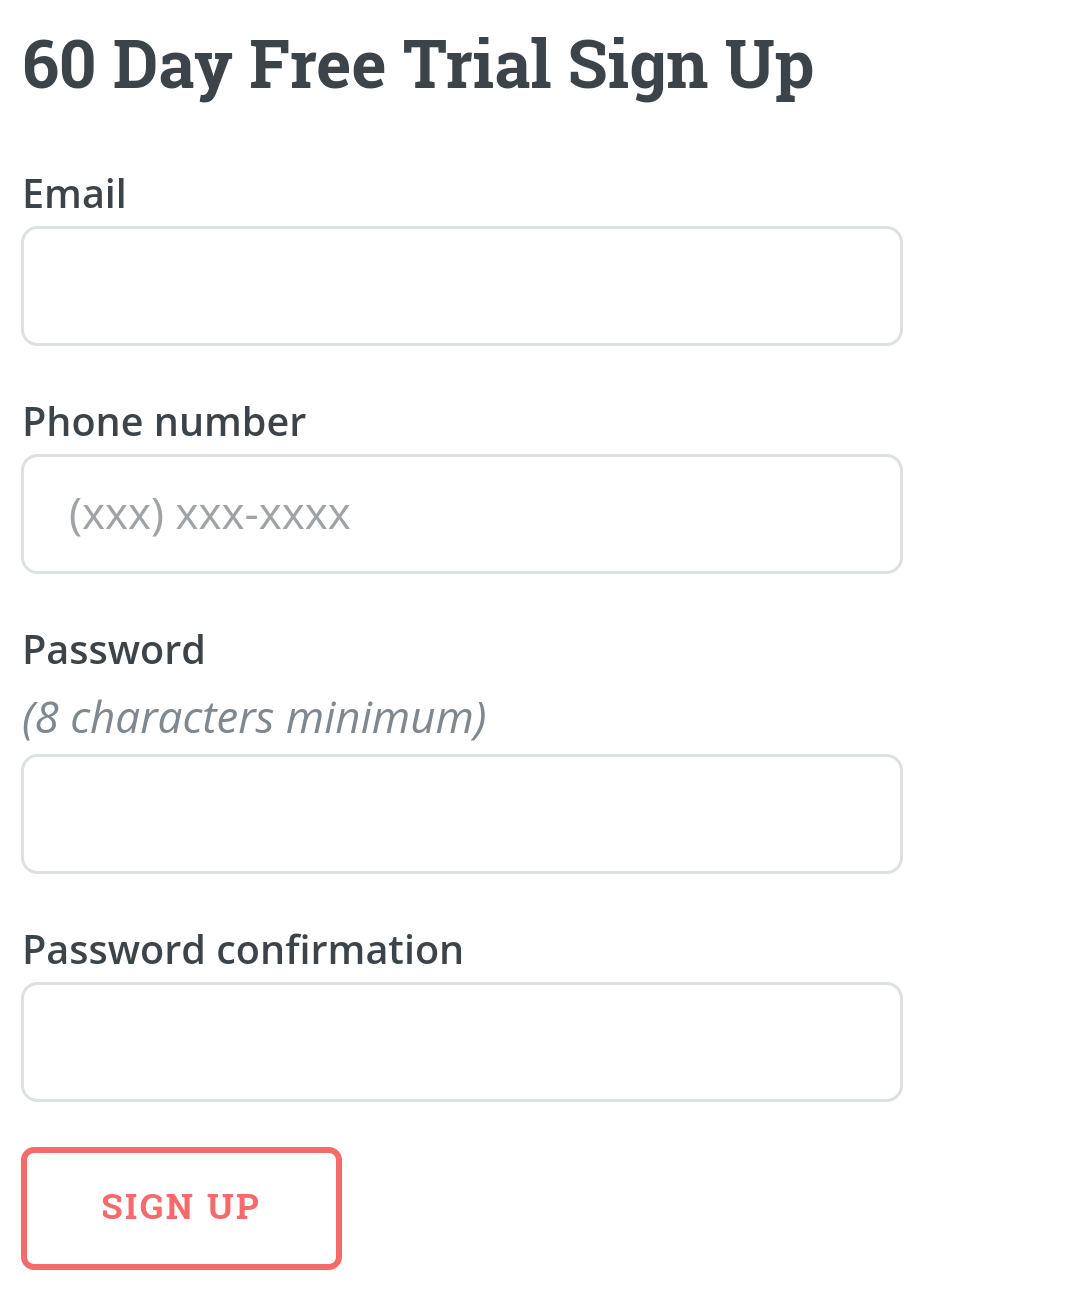 60 Day Free Trial Sign Up
Email
Phone number
(xxx) xxx-xxxx
Password
(8 characters minimum)
Password confirmation
SIGN UP